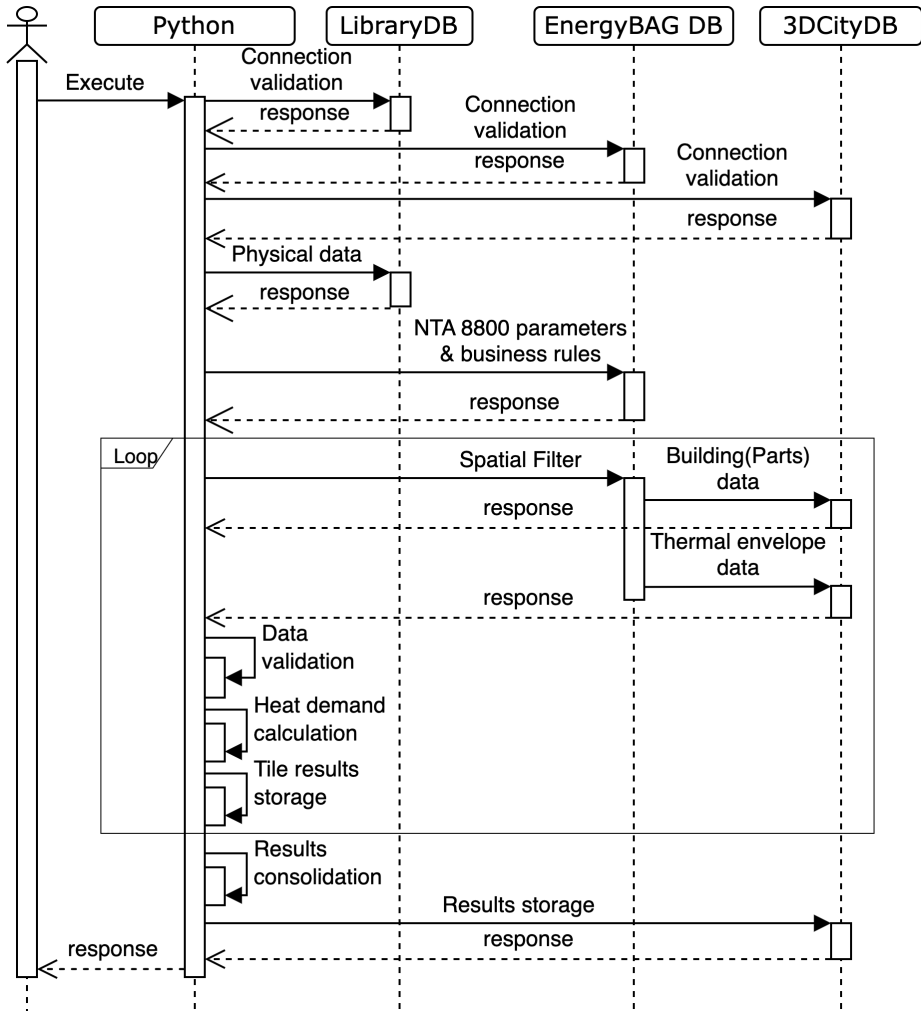 Python
LibraryDB
EnergyBAG DB
3DCityDB
Execute
Connection
validation
response
Connection
validation
response
Connection
validation
response
Physical data
response
NTA 8800 parameters
& business rules
response
Loop
Spatial Filter
Building(Parts)
data
response
Thermal envelope
data
response
Data
validation
Heat demand
calculation
Tile results
storage
Results
consolidation
Results storage
response
response